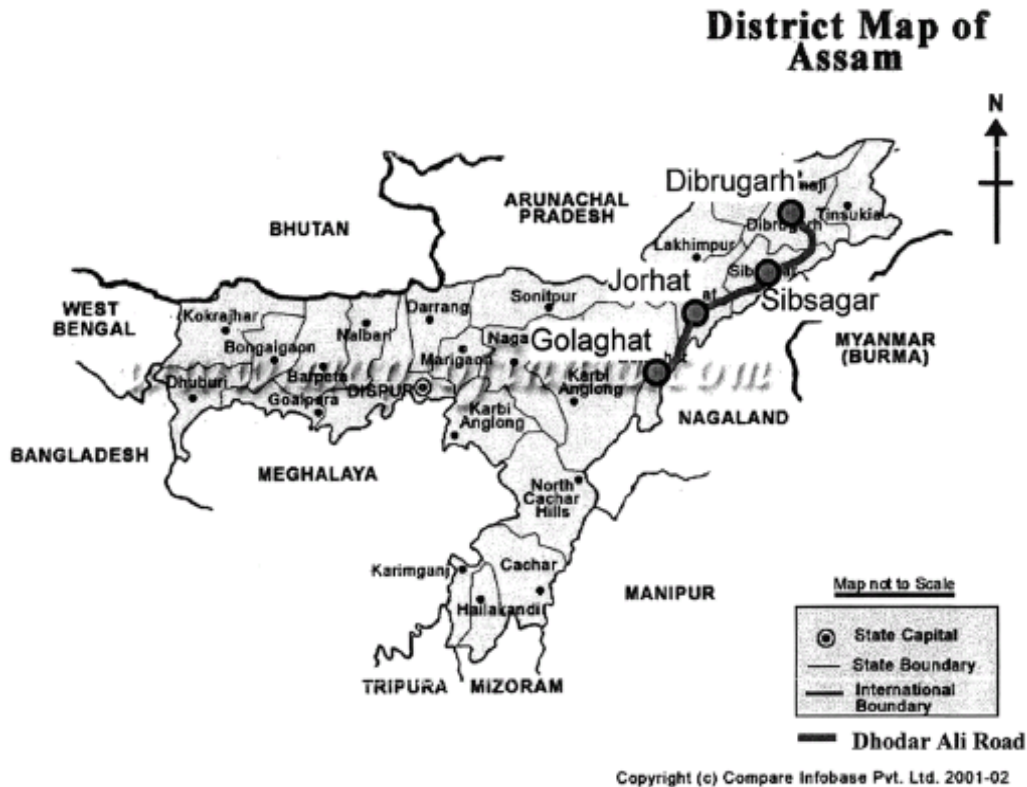 District Map of
Assam
N
Dibrugarh
ARUNACHAL
PRADESH
BHUTAN
Tinsukia
Dibrugarh
Lakhimpur
Jorhat
Sibsagar
WEST
BENGAL
Kokrajhar
Darrang
Sonitpur
Nalbari
Golaghat
Bongaigaon
Marigaon
Naga
MYANMAR
(BURMA)
Dhuburi
Barpeta
Goalpara
DISPUR
Karbi
Anglong
Karbi
Anglong
NAGALAND
BANGLADESH
MEGHALAYA
North
Cachar
Hills
Karimganj
Cachar
Hailakandi
MANIPUR
TRIPURA
MIZORAM
Map not to Scale
State Capital
State Boundary
International
Boundary
Dhodar Ali Road
Copyright (c) Compare Infobase Pvt. Ltd. 2001-02